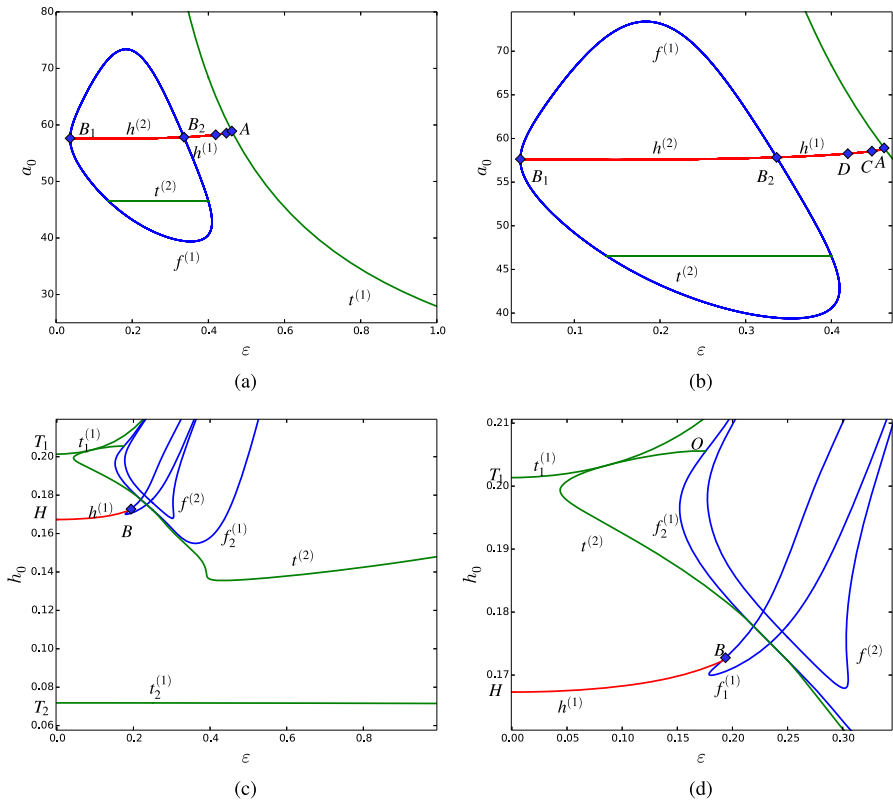 80
70
60
50
40
30
a₀
0.0
0.2
0.4
0.6
0.8
1.0
ε
B₁
h⁽²⁾
B₂
h⁽¹⁾
A
t⁽²⁾
f⁽¹⁾
t⁽¹⁾
(a)
70
65
60
55
50
45
40
a₀
0.1
0.2
0.3
0.4
ε
f⁽¹⁾
h⁽²⁾
h⁽¹⁾
B₁
B₂
D
C
A
t⁽²⁾
(b)
T₁
0.20
0.18
H
0.16
0.14
0.12
0.10
0.08
T₂
0.06
h₀
0.0
0.2
0.4
0.6
0.8
ε
t₁⁽¹⁾
h⁽¹⁾
B
f⁽²⁾
f₂⁽¹⁾
t⁽²⁾
t₂⁽¹⁾
(c)
0.21
T₁
0.20
0.19
0.18
0.17
H
h₀
0.00
0.05
0.10
0.15
0.20
0.25
0.30
ε
t₁⁽¹⁾
O
f₂⁽¹⁾
t⁽²⁾
B
f₁⁽¹⁾
f⁽²⁾
h⁽¹⁾
(d)